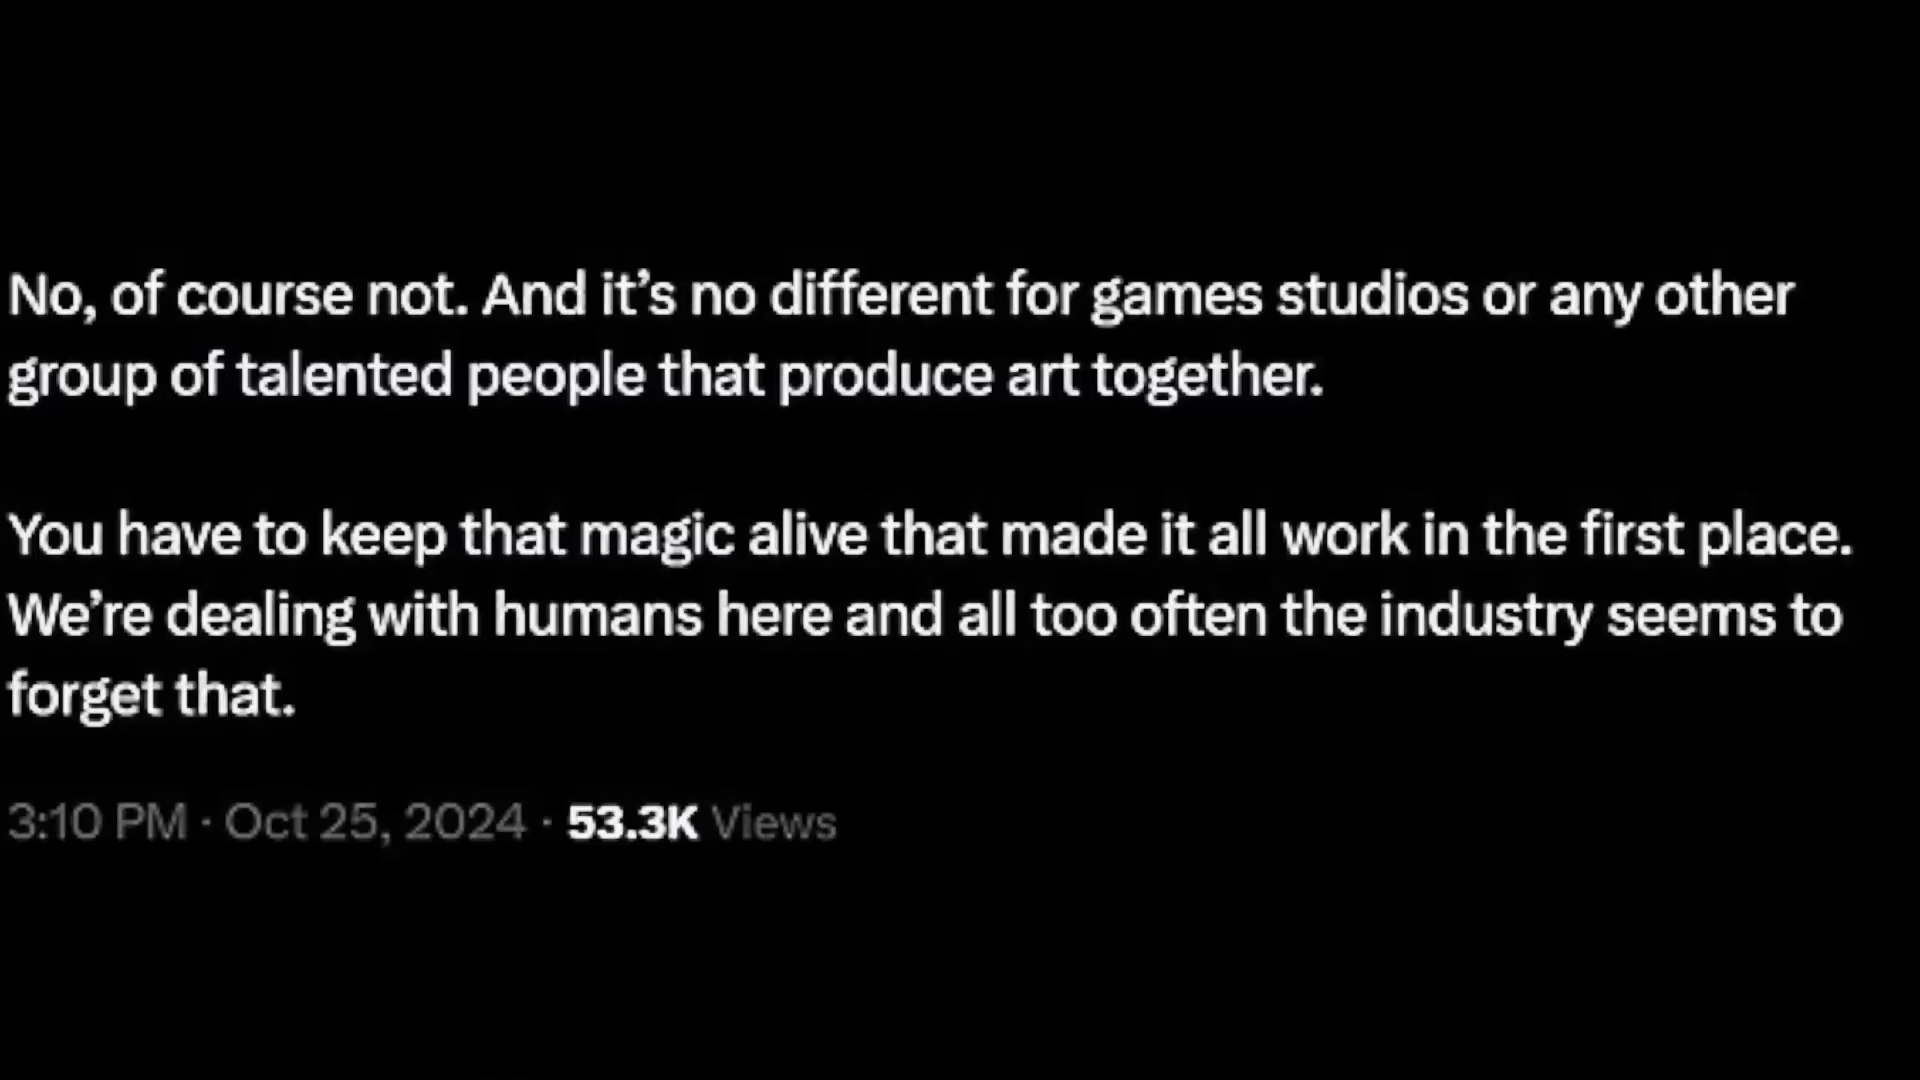 No, of course not. And it’s no different for games studios or any other
group of talented people that produce art together.
You have to keep that magic alive that made it all work in the first place.
We’re dealing with humans here and all too often the industry seems to
forget that.
3:10 PM · Oct 25, 2024 · 53.3K Views